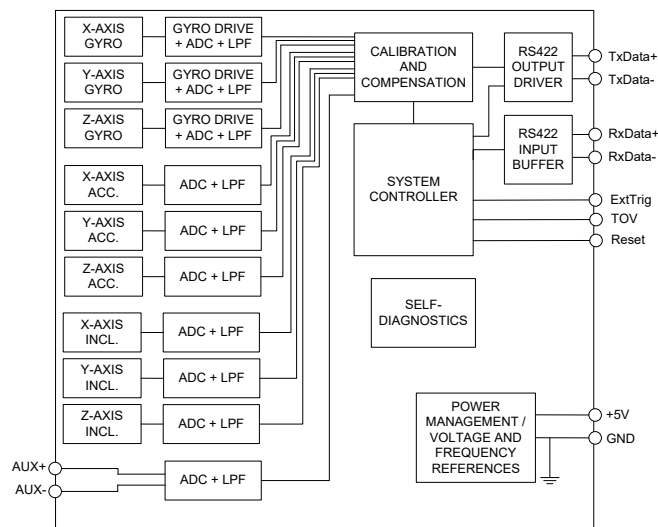 X-AXIS
GYRO
GYRO DRIVE
+ ADC + LPF
Y-AXIS
GYRO
GYRO DRIVE
+ ADC + LPF
Z-AXIS
GYRO
GYRO DRIVE
+ ADC + LPF
X-AXIS
ACC.
ADC + LPF
Y-AXIS
ACC.
ADC + LPF
Z-AXIS
ACC.
ADC + LPF
X-AXIS
INCL.
ADC + LPF
Y-AXIS
INCL.
ADC + LPF
Z-AXIS
INCL.
ADC + LPF
AUX+
AUX-
ADC + LPF
CALIBRATION
AND
COMPENSATION
RS422
OUTPUT
DRIVER
TxData+
TxData-
SYSTEM
CONTROLLER
RS422
INPUT
BUFFER
RxData+
RxData-
ExtTrig
TOV
Reset
SELF-
DIAGNOSTICS
POWER
MANAGEMENT /
VOLTAGE AND
FREQUENCY
REFERENCES
+5V
GND